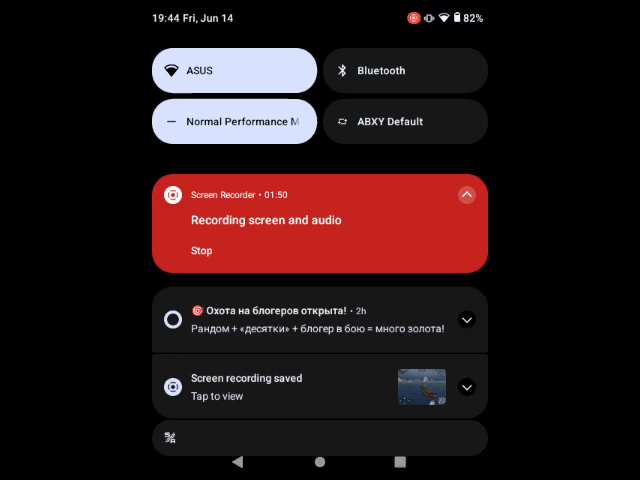 19:44 Fri, Jun 14
82%
ASUS
Bluetooth
Normal Performance M
ABXY Default
Screen Recorder • 01:50
Recording screen and audio
Stop
🎯 Охота на блогеров открыта! • 2h
Рандом + «десятки» + блогер в бою = много золота!
Screen recording saved
Tap to view